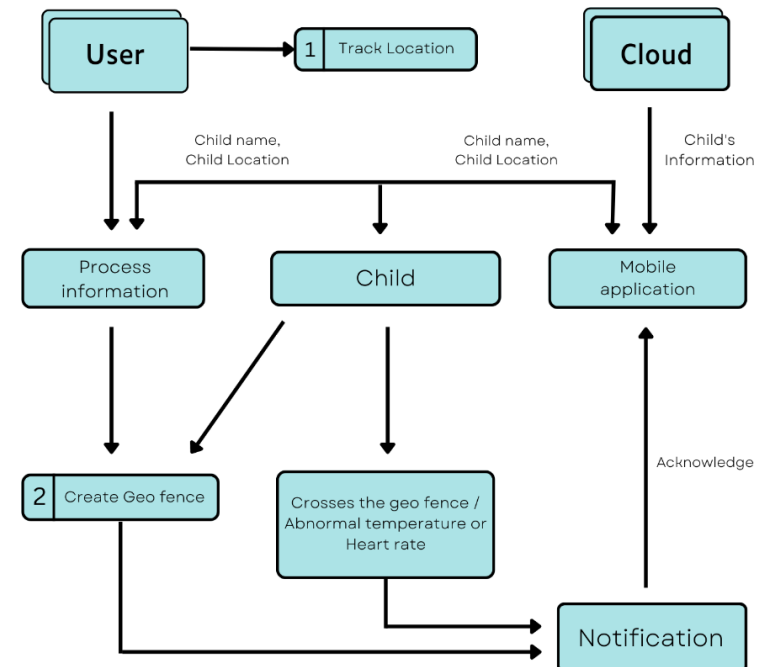 User
1 Track Location
Cloud
Child name,
Child Location
Child name,
Child Location
Child's
Information
Process
information
Child
Mobile
application
Acknowledge
2 Create Geo fence
Crosses the geo fence /
Abnormal temperature or
Heart rate
Notification